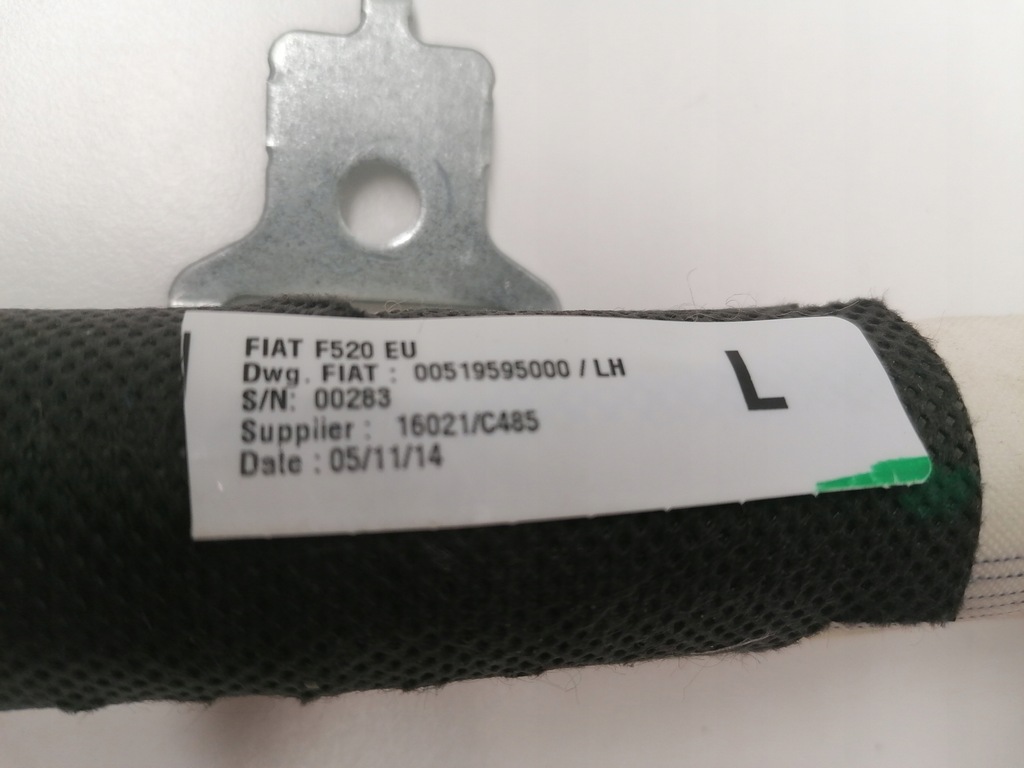 FIAT F520 EU
Dwg. FIAT : 00519595000 / LH
S/N: 00283
Supplier : 16021/C485
Date : 05/11/14
L